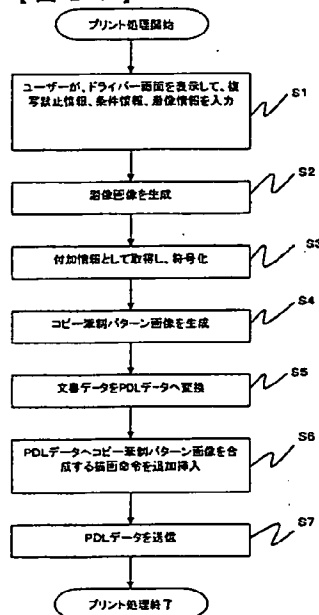 プリント処理開始
ユーザーが、ドライバー画面を表示して、複
写禁止情報、条件情報、潜像情報を入力
S1
潜像画像を生成
S2
付加情報として取得し、符号化
S3
コピー牽制パターン画像を生成
S4
文書データをPDLデータへ変換
S5
PDLデータへコピー牽制パターン画像を合
成する描画命令を追加挿入
S6
PDLデータを送信
S7
プリント処理終了